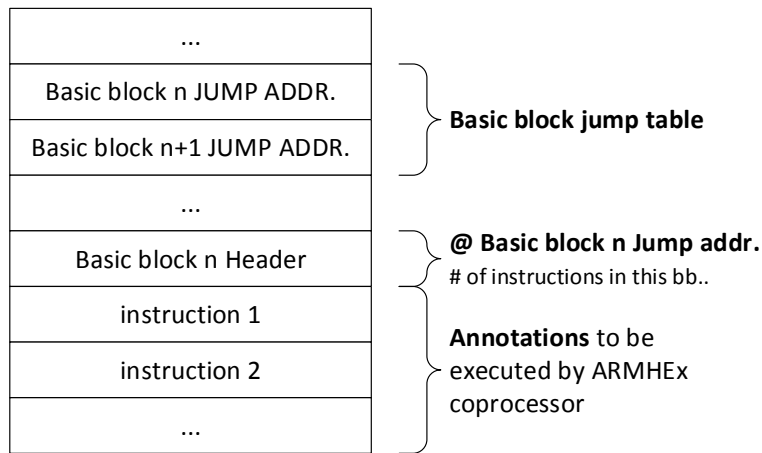 ...
Basic block n JUMP ADDR.
Basic block n+1 JUMP ADDR.
Basic block jump table
...
Basic block n Header
@ Basic block n Jump addr.
# of instructions in this bb..
instruction 1
instruction 2
...
Annotations to be
executed by ARMHEx
coprocessor